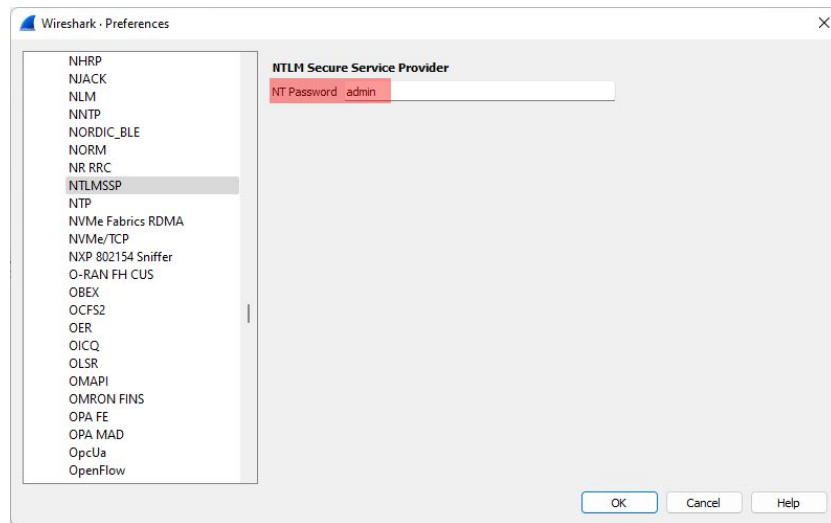 Wireshark · Preferences
NHRP
NJACK
NLM
NNTP
NORDIC_BLE
NORM
NR RRC
NTLMSSP
NTP
NVMe Fabrics RDMA
NVMe/TCP
NXP 802154 Sniffer
O-RAN FH CUS
OBEX
OCFS2
OER
OICQ
OLSR
OMAPI
OMRON FINS
OPA FE
OPA MAD
OpcUa
OpenFlow
NTLM Secure Service Provider
NT Password admin
OK Cancel Help